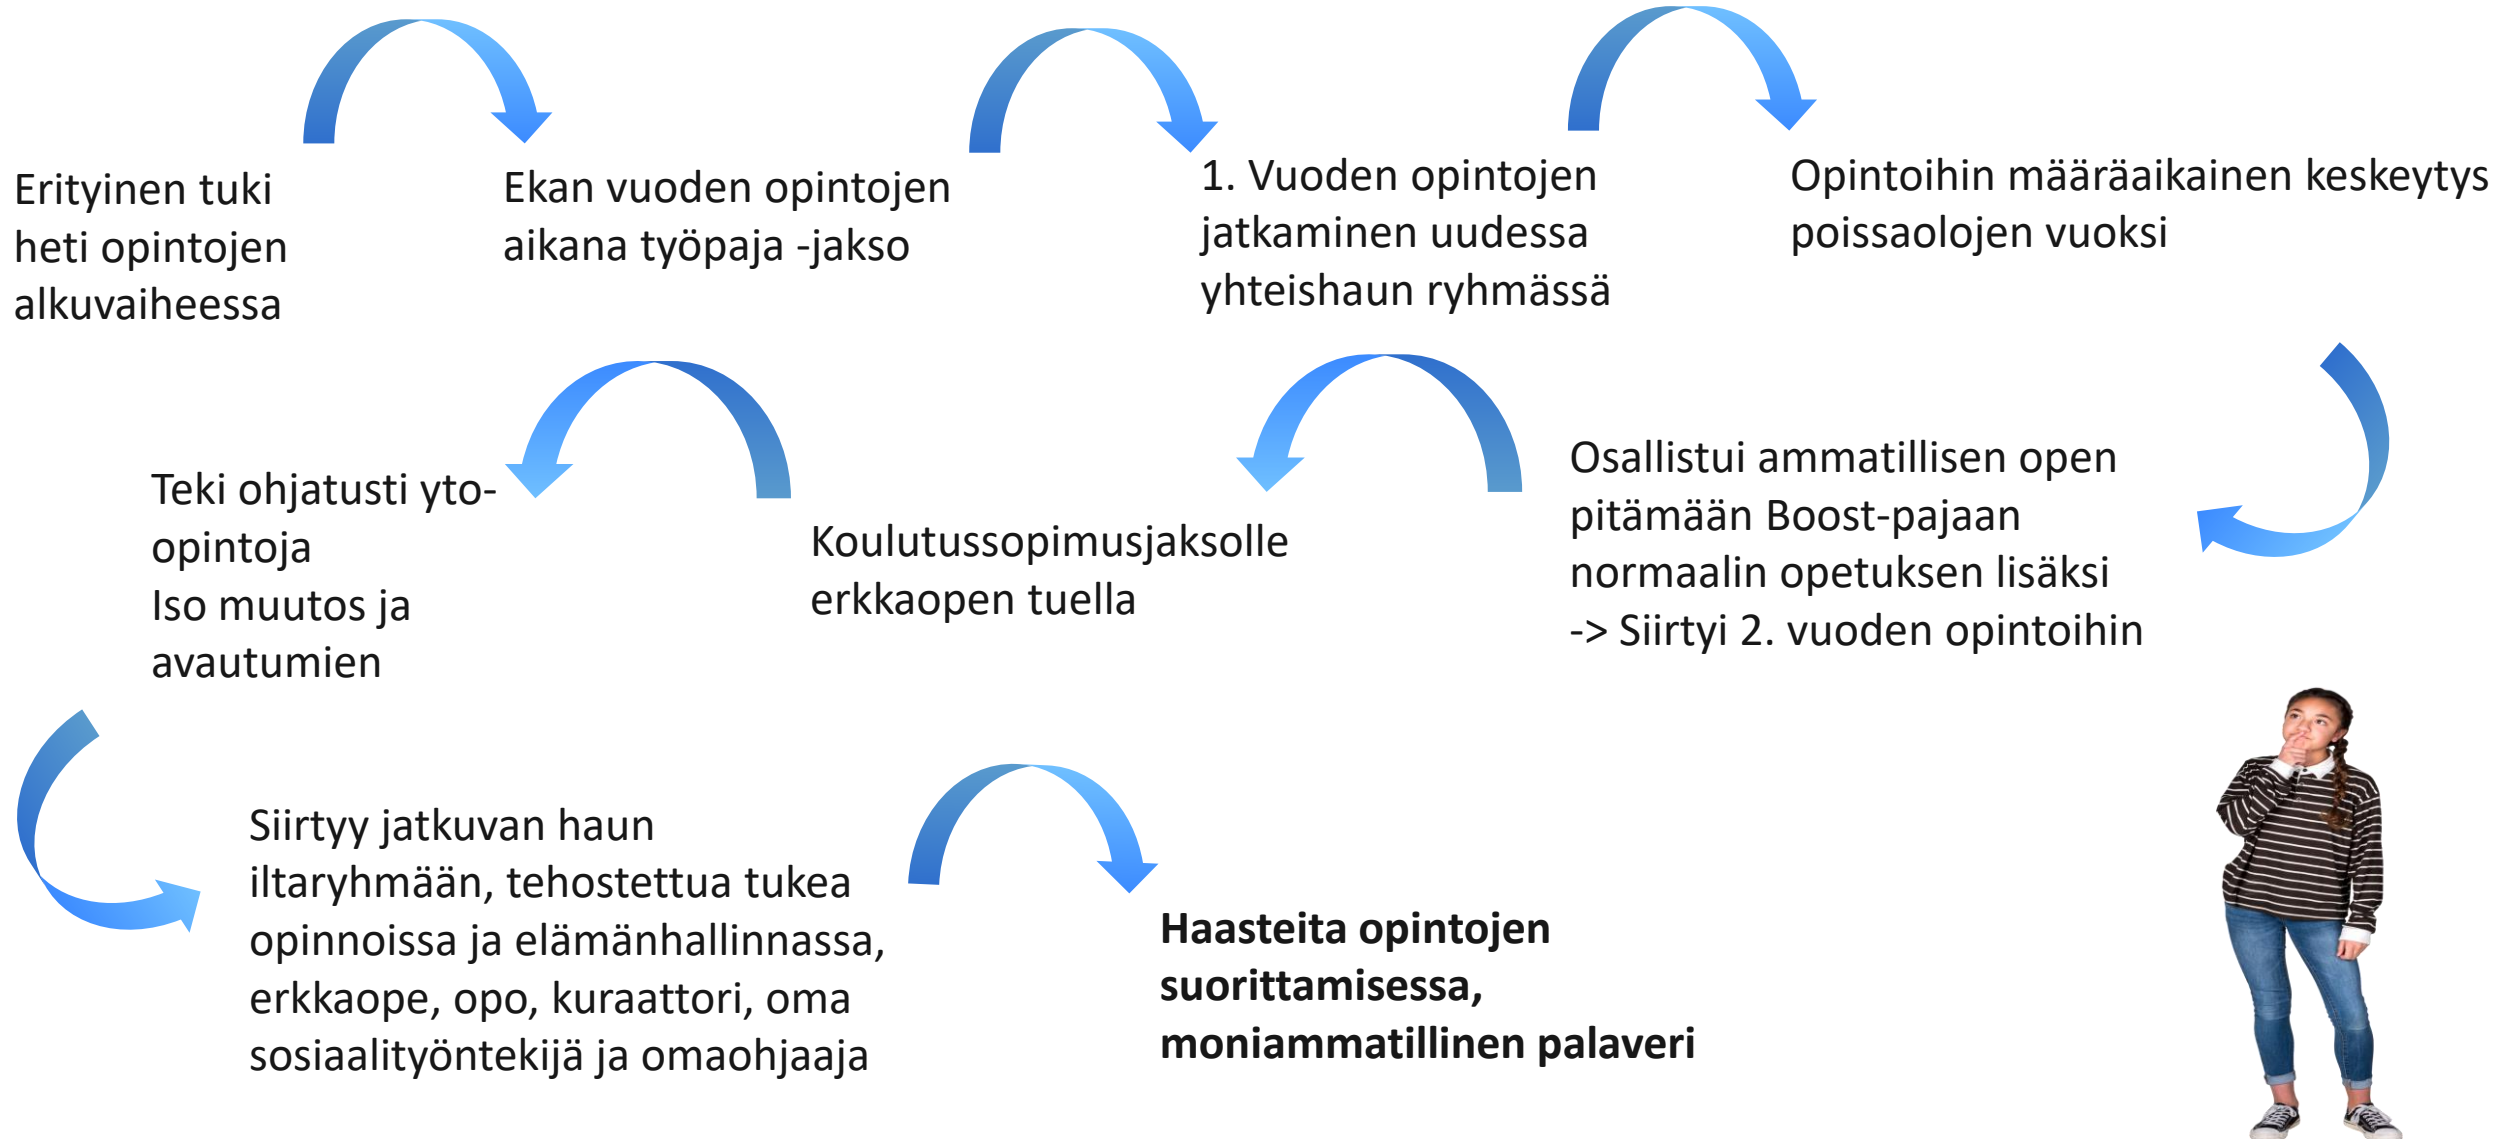 Erityinen tuki
heti opintojen
alkuvaiheessa
Ekan vuoden opintojen
aikana työpaja -jakso
1. Vuoden opintojen
jatkaminen uudessa
yhteishaun ryhmässä
Opintoihin määräaikainen keskeytys
poissaolojen vuoksi
Osallistui ammatillisen open
pitämään Boost-pajaan
normaalin opetuksen lisäksi
-> Siirtyi 2. vuoden opintoihin
Koulutussopimusjaksolle
erkkaopen tuella
Teki ohjatusti yto-
opintoja
Iso muutos ja
avautumien
Siirtyy jatkuvan haun
iltaryhmään, tehostettua tukea
opinnoissa ja elämänhallinnassa,
erkkaope, opo, kuraattori, oma
sosiaalityöntekijä ja omaohjaaja
Haasteita opintojen
suorittamisessa,
moniammatillinen palaveri